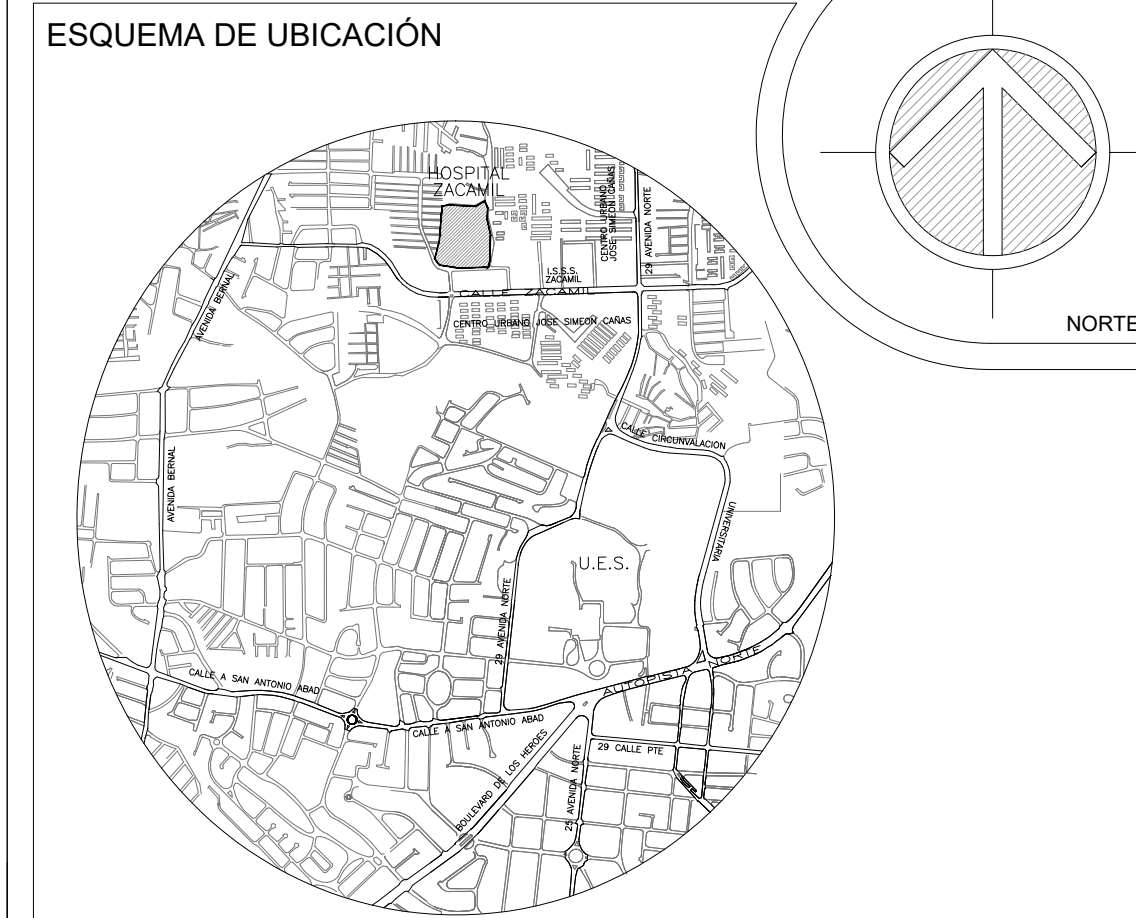 ESQUEMA DE UBICACIÓN
NORTE
HOSPITAL
ZACAMIL
CENTRO URBANO
JOSE SIMEON CAÑAS
29 AVENIDA NORTE
I.S.S.S.
ZACAMIL
CALLE ZACAMIL
AVENIDA BERNAL
CENTRO URBANO JOSE SIMEON CAÑAS
CALLE CIRCUNVALACION
AVENIDA BERNAL
UNIVERSITARIA
U.E.S.
29 AVENIDA NORTE
AUTOPISTA NORTE
CALLE A SAN ANTONIO ABAD
CALLE A SAN ANTONIO ABAD
BOULEVARD DE LOS HEROES
25 AVENIDA NORTE
29 CALLE PTE